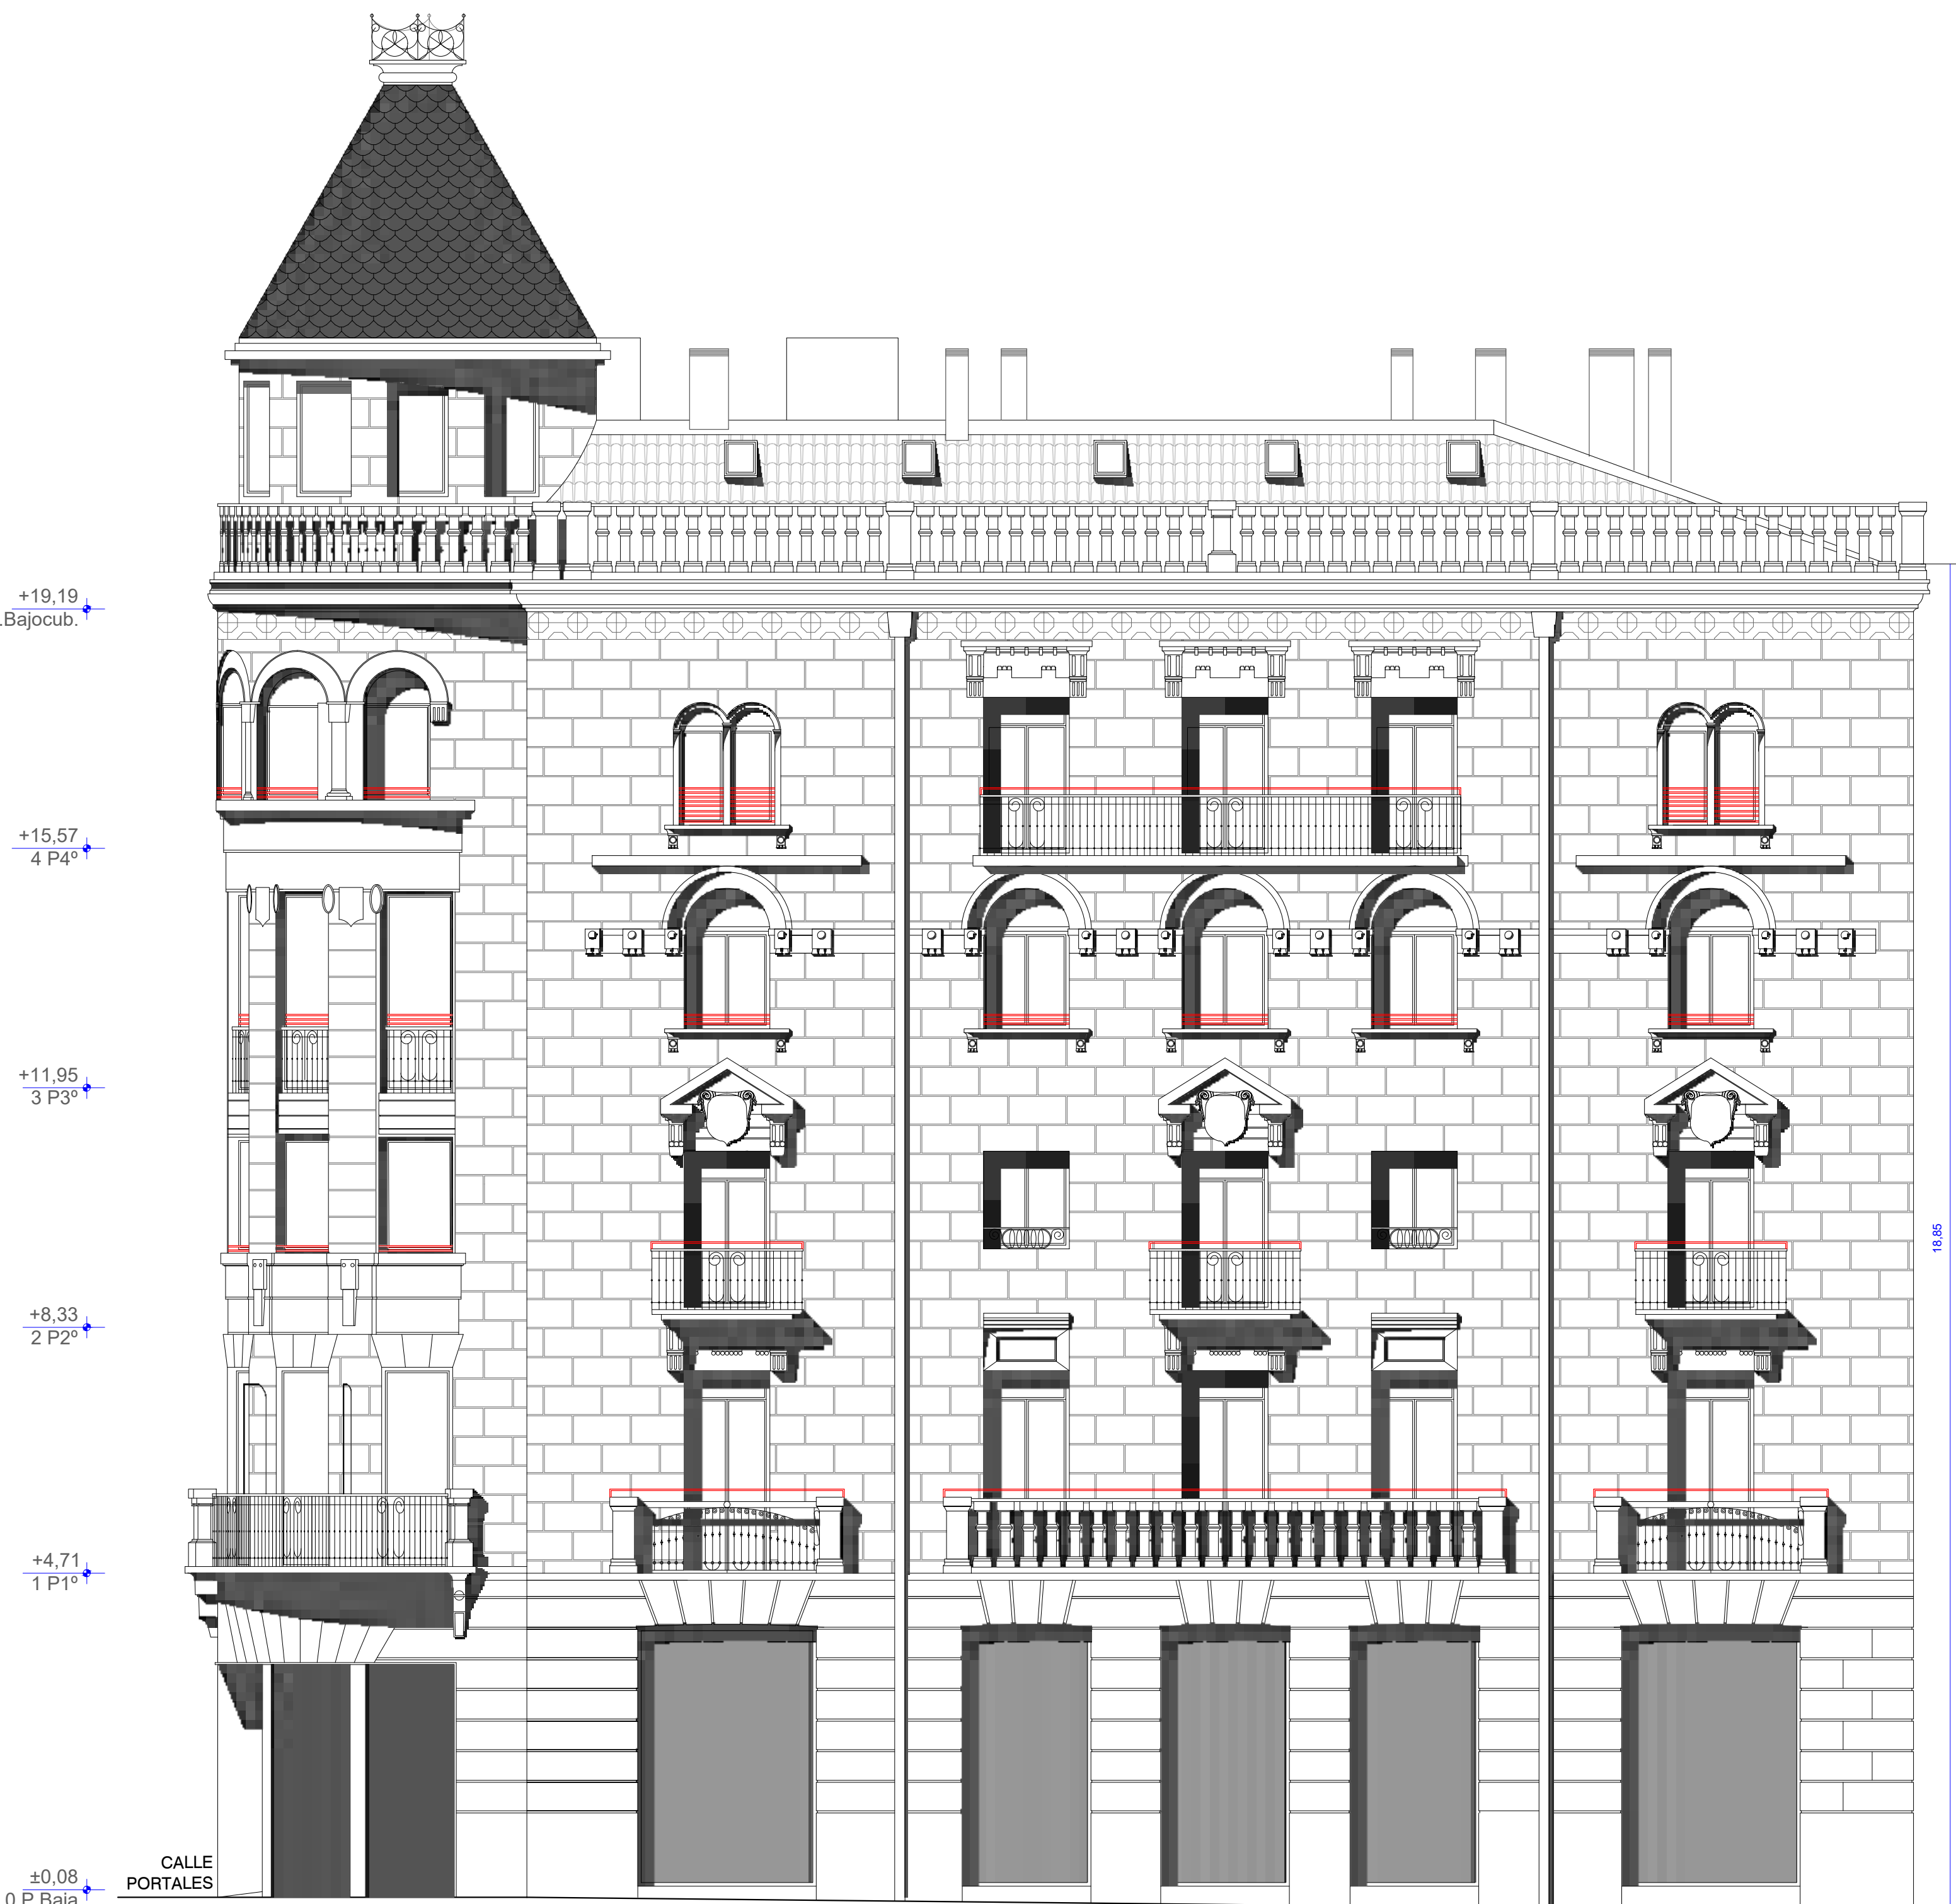 +19,19
.Bajocub.
+15,57
4 P4º
+11,95
3 P3º
+8,33
2 P2º
18,85
+4,71
1 P1º
CALLE
PORTALES
±0,08
0 P.Baja